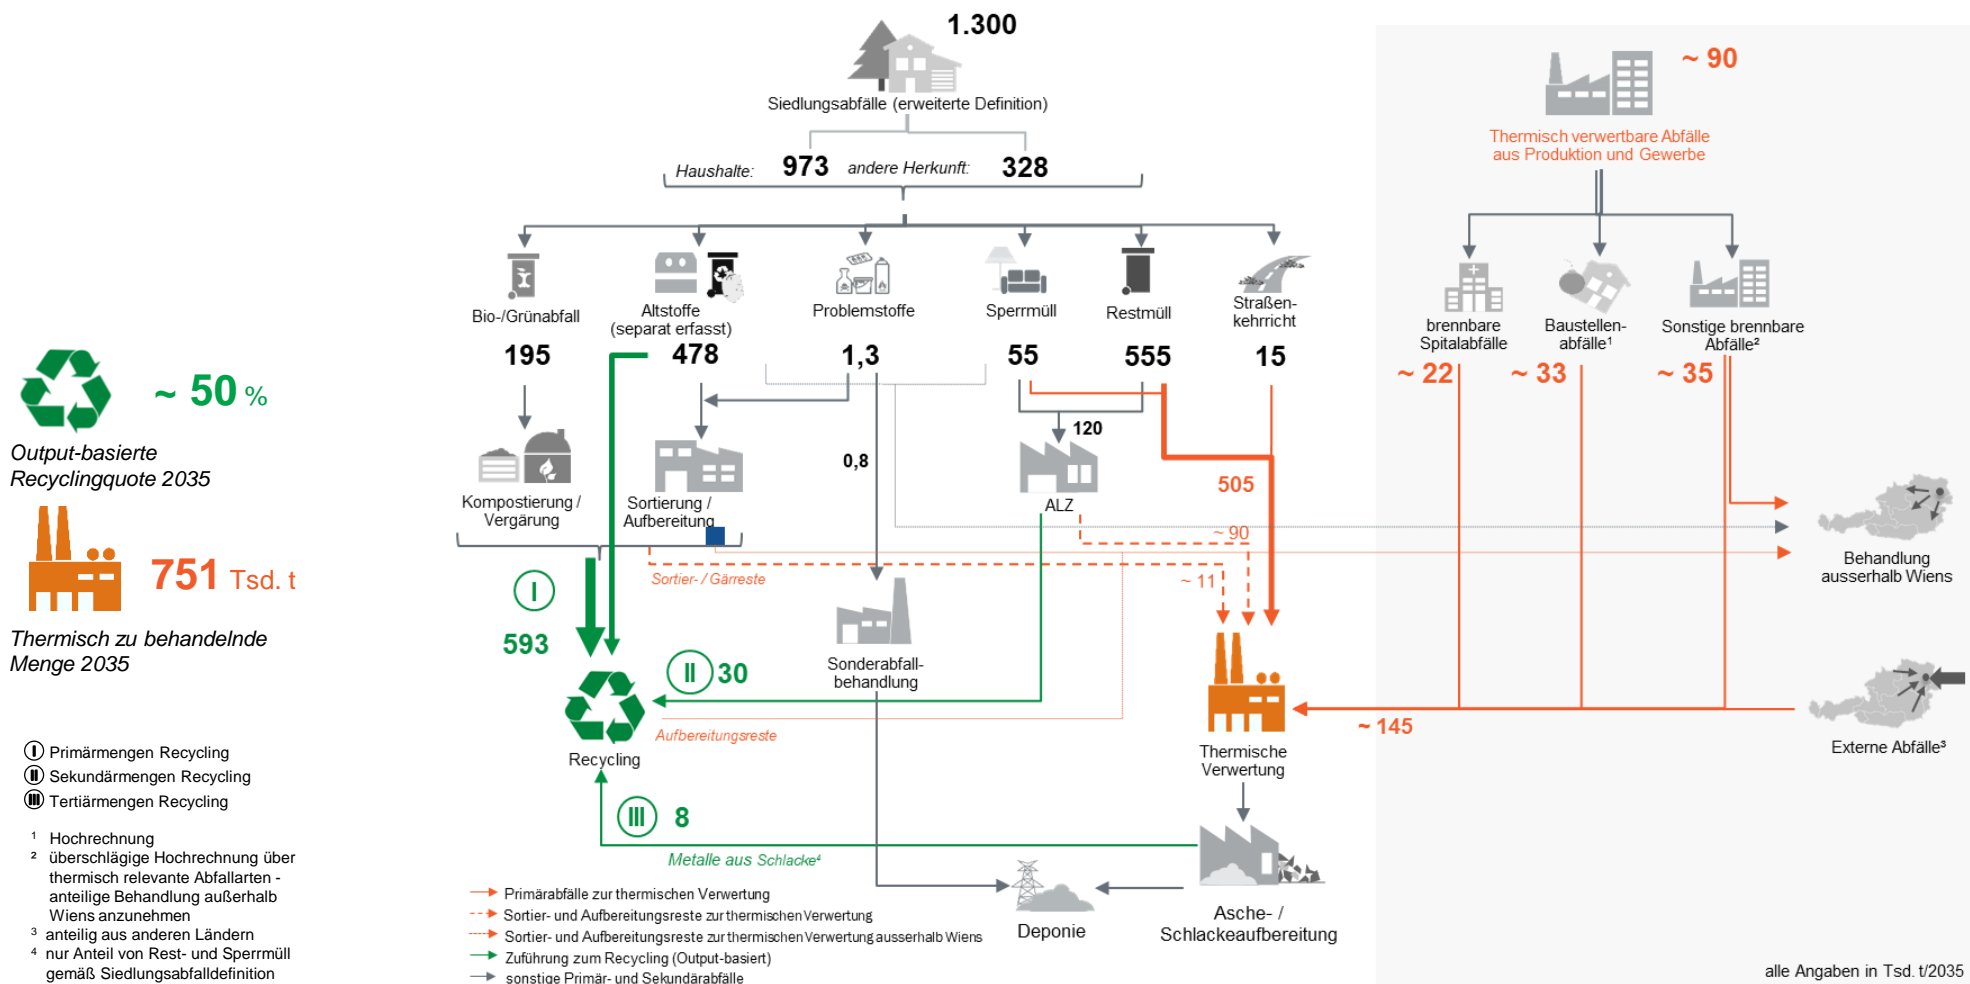 1.300
Siedlungsabfälle (erweiterte Definition)
Haushalte: 973 andere Herkunft: 328
~ 90
Thermisch verwertbare Abfälle
aus Produktion und Gewerbe
Bio-/Grünabfall
195
Altstoffe
(separat erfasst)
478
Problemstoffe
1,3
Sperrmüll
55
Restmüll
555
Straßen-
kehrricht
15
brennbare
Spitalabfälle
~ 22
Baustellen-
abfälle¹
~ 33
Sonstige brennbare
Abfälle²
~ 35
~ 50 %
Output-basierte
Recyclingquote 2035
751 Tsd. t
Thermisch zu behandelnde
Menge 2035
Kompostierung /
Vergärung
Sortierung /
Aufbereitung
0,8
120
ALZ
505
~ 90
~ 11
Sortier- / Gärreste
I
593
II 30
Sonderabfall-
behandlung
Aufbereitungsreste
Recycling
Thermische
Verwertung
~ 145
Behandlung
ausserhalb Wiens
Externe Abfälle³
III 8
Metalle aus Schlacke⁴
Deponie
Asche- /
Schlackeaufbereitung
I Primärmengen Recycling
II Sekundärmengen Recycling
III Tertiärmengen Recycling
¹ Hochrechnung
² überschlägige Hochrechnung über
thermisch relevante Abfallarten -
anteilige Behandlung außerhalb
Wiens anzunehmen
³ anteilig aus anderen Ländern
⁴ nur Anteil von Rest- und Sperrmüll
gemäß Siedlungsabfalldefinition
Primärabfälle zur thermischen Verwertung
Sortier- und Aufbereitungsreste zur thermischen Verwertung
Sortier- und Aufbereitungsreste zur thermischen Verwertung ausserhalb Wiens
Zuführung zum Recycling (Output-basiert)
sonstige Primär- und Sekundärabfälle
alle Angaben in Tsd. t/2035